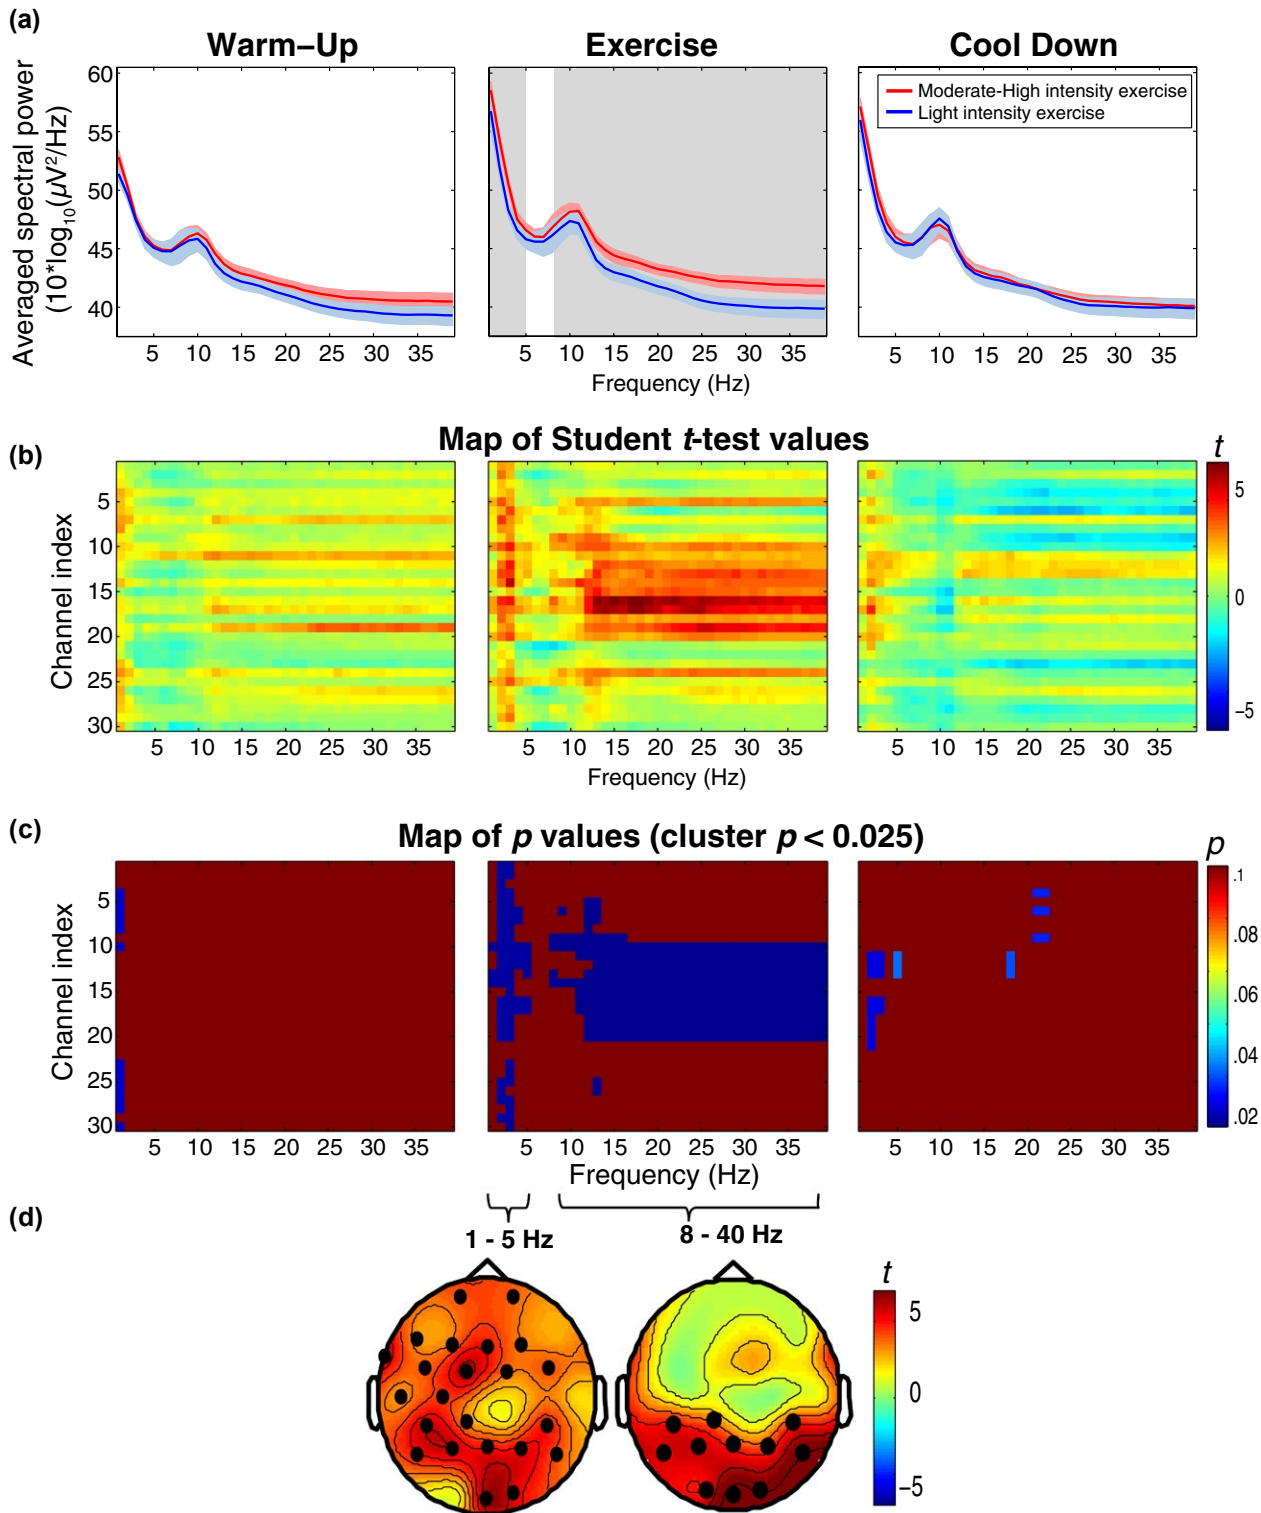 (a)
Warm–Up
Exercise
Cool Down
Averaged spectral power
(10*log10(µV2/Hz)
60
55
50
45
40
5 10 15 20 25 30 35
5 10 15 20 25 30 35
5 10 15 20 25 30 35
Frequency (Hz)
Moderate-High intensity exercise
Light intensity exercise
(b)
Map of Student t-test values
Channel index
5
10
15
20
25
30
5 10 15 20 25 30 35
5 10 15 20 25 30 35
5 10 15 20 25 30 35
Frequency (Hz)
t
5
0
−5
(c)
Map of p values (cluster p < 0.025)
Channel index
5
10
15
20
25
30
5 10 15 20 25 30 35
5 10 15 20 25 30 35
5 10 15 20 25 30 35
Frequency (Hz)
p
.1
.08
.06
.04
.02
(d)
1 - 5 Hz
8 - 40 Hz
t
5
0
−5